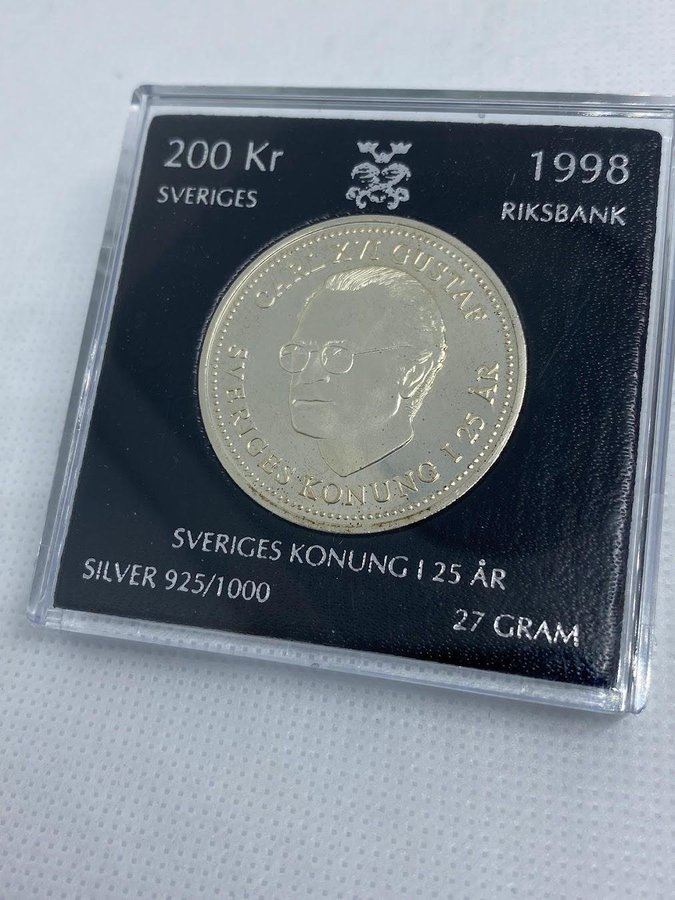 200 Kr
1998
SVERIGES
RIKSBANK
CARL XVI GUSTAF
SVERIGES KONUNG I 25 ÅR
SVERIGES KONUNG I 25 ÅR
SILVER 925/1000
27 GRAM